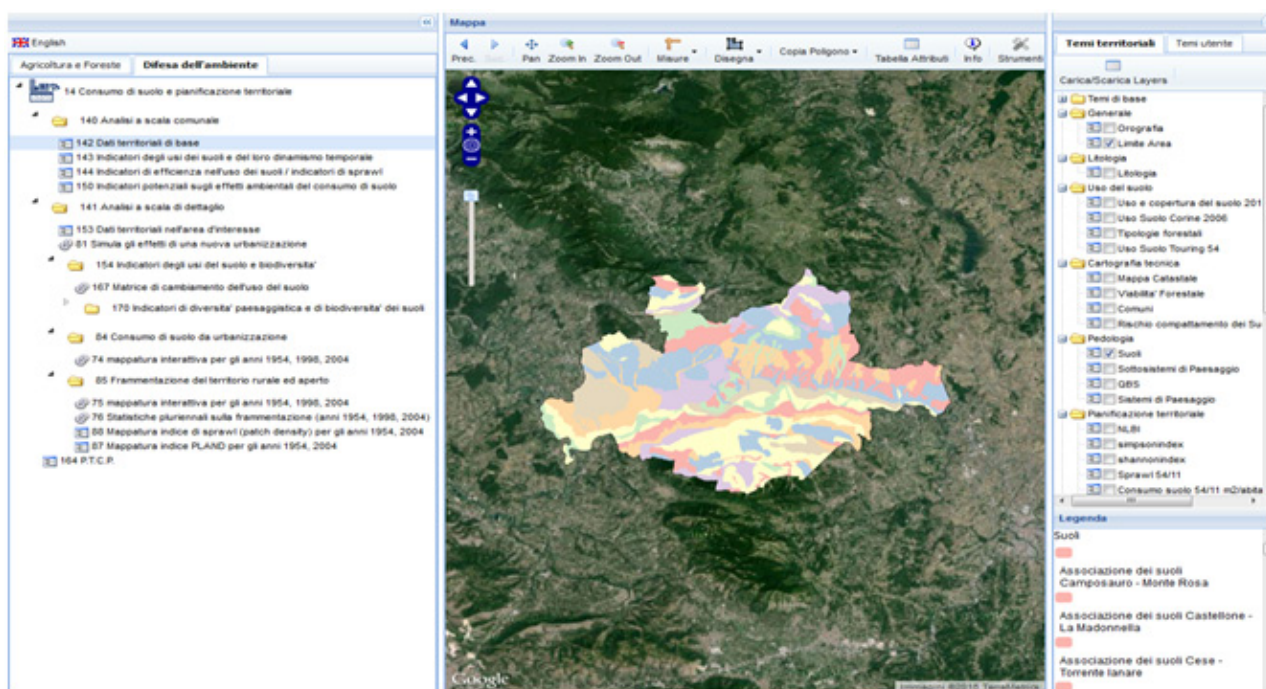 English
Agricoltura e Foreste Difesa dell'ambiente
14 Consumo di suolo e pianificazione territoriale
140 Analisi a scala comunale
142 Dati territoriali di base
143 Indicatori degli usi dei suoli e del loro dinamismo temporale
144 Indicatori di efficienza nell'uso dei suoli / indicatori di sprawl
150 Indicatori potenziali sugli effetti ambientali del consumo di suolo
141 Analisi a scala di dettaglio
153 Dati territoriali nell'area d'interesse
81 Simula gli effetti di una nuova urbanizzazione
154 Indicatori degli usi del suolo e biodiversita'
167 Matrice di cambiamento dell'uso del suolo
170 Indicatori di diversita' paesaggistica e di biodiversita' dei suoli
84 Consumo di suolo da urbanizzazione
74 mappatura interattiva per gli anni 1954, 1998, 2004
85 Frammentazione del territorio rurale ed aperto
75 mappatura interattiva per gli anni 1954, 1998, 2004
76 Statistiche pluriennali sulla frammentazione (anni 1954, 1998, 2004)
88 Mappatura indice di sprawl (patch density) per gli anni 1954, 2004
87 Mappatura indice PLAND per gli anni 1954, 2004
164 P.T.C.P.
Mappa
Prec. Suc. Pan Zoom In Zoom Out Misure Disegna Copia Poligono Tabella Attributi Info Strumenti
Google
Immagini ©2015 TerraMetrics
Temi territoriali Temi utente
Carica/Scarica Layers
Temi di base
Generale
Orografia
Limite Area
Litologia
Litologia
Uso del suolo
Uso e copertura del suolo 201
Uso Suolo Corine 2006
Tipologie forestali
Uso Suolo Touring 54
Cartografia tecnica
Mappa Catastale
Viabilita' Forestale
Comuni
Rischio compattamento dei Su
Pedologia
Suoli
Sottosistemi di Paesaggio
QBS
Sistemi di Paesaggio
Pianificazione territoriale
NLBI
simpsonindex
shannonindex
Sprawl 54/11
Consumo suolo 54/11 m2/abita
Legenda
Suoli
Associazione dei suoli
Camposauro - Monte Rosa
Associazione dei suoli Castellone -
La Madonnella
Associazione dei suoli Cese -
Torrente Ianare